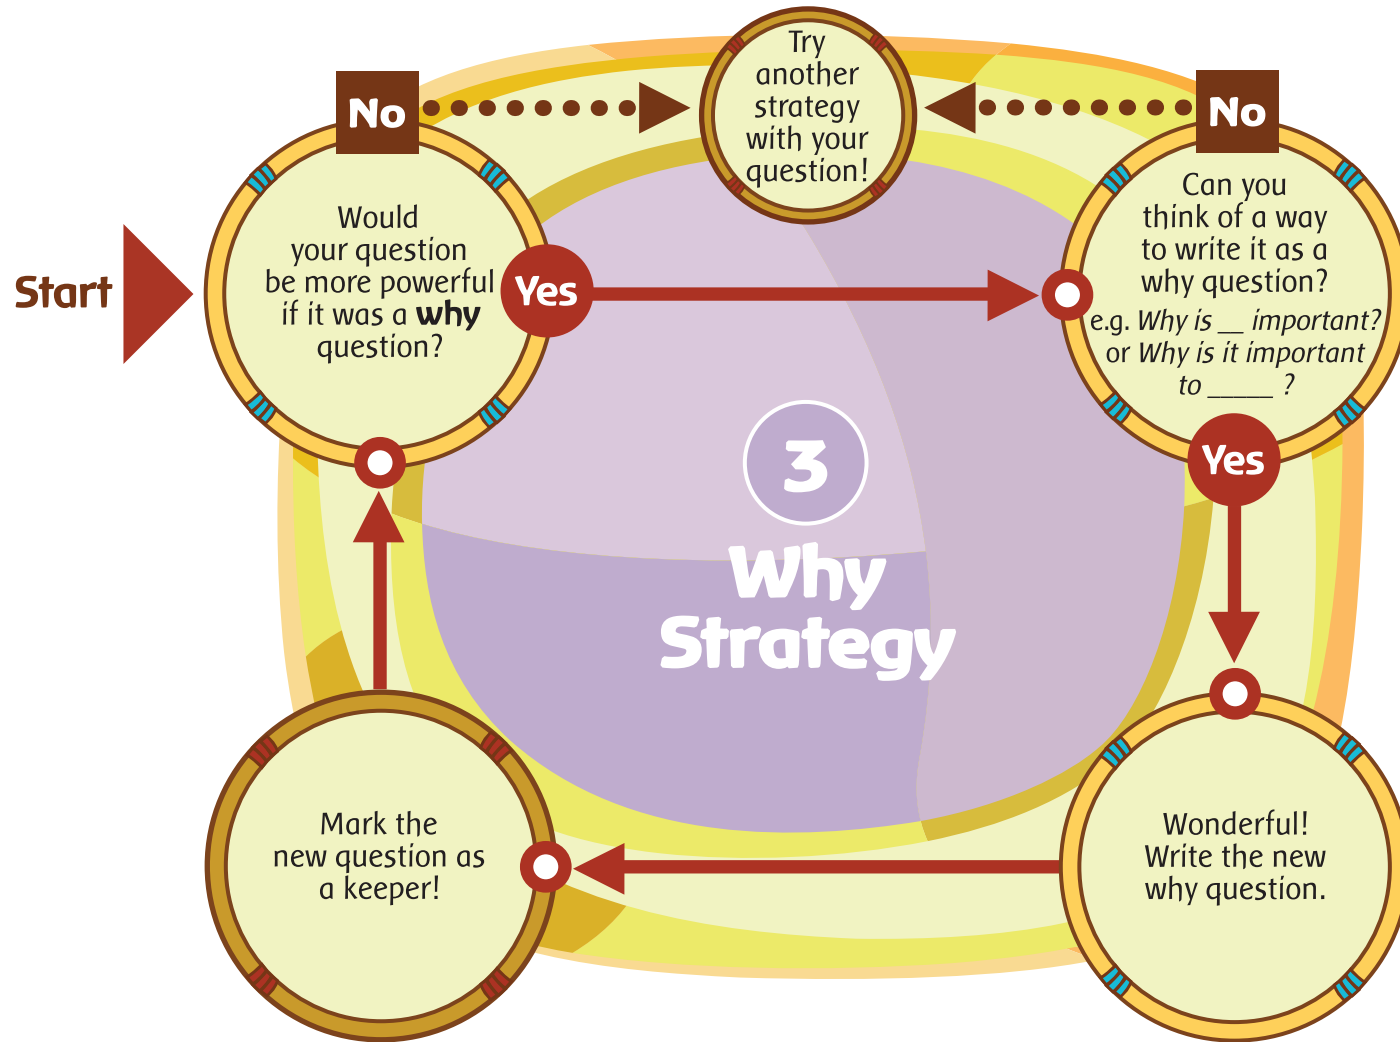 Start
No
Would
your question
be more powerful
if it was a why
question?
Yes
Try
another
strategy
with your
question!
No
Can you
think of a way
to write it as a
why question?
e.g. Why is __ important?
or Why is it important
to _____ ?
Yes
3
Why
Strategy
Wonderful!
Write the new
why question.
Mark the
new question as
a keeper!